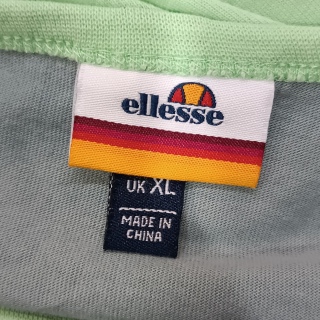 ellesse
UK XL
MADE IN
CHINA